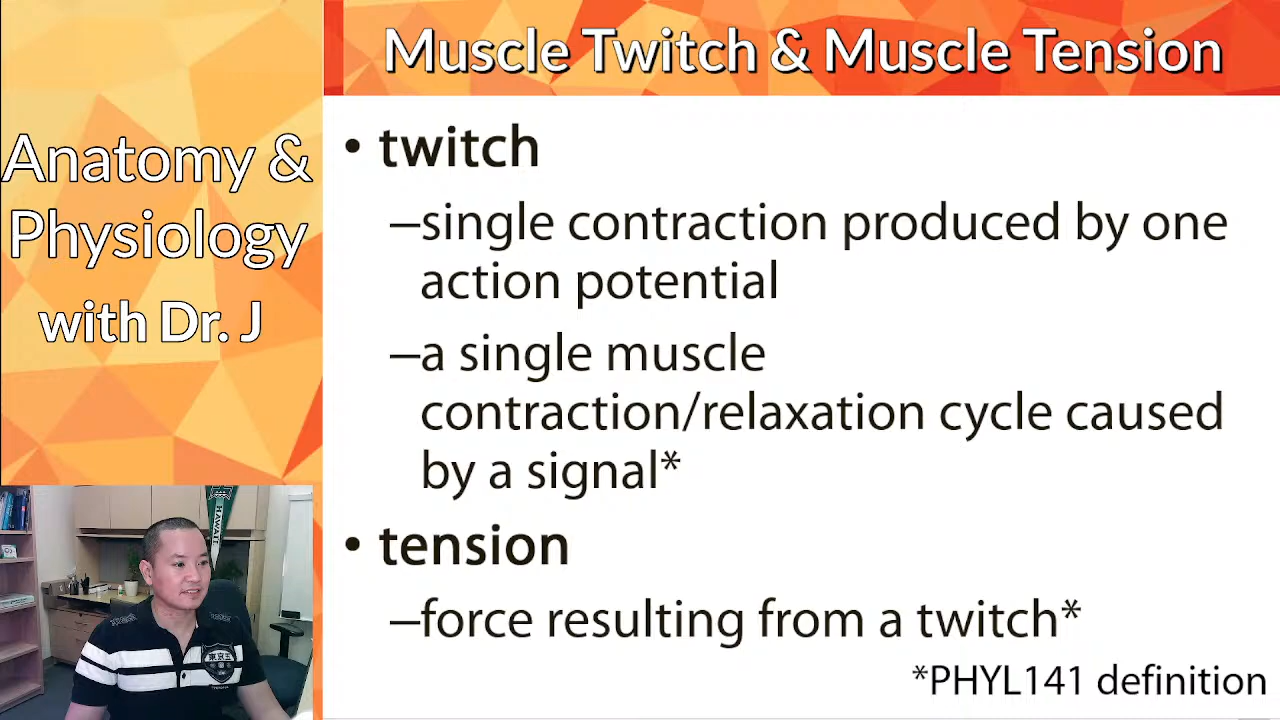 Muscle Twitch & Muscle Tension
Anatomy &
Physiology
with Dr. J
• twitch
–single contraction produced by one
action potential
–a single muscle
contraction/relaxation cycle caused
by a signal*
• tension
–force resulting from a twitch*
*PHYL141 definition
HAWAII